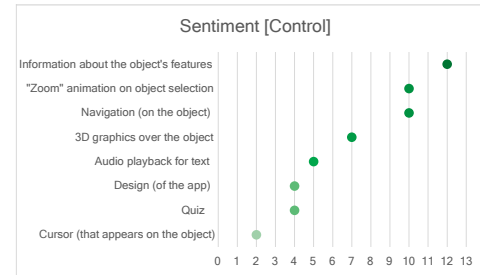 Sentiment [Control]
Information about the object's features
"Zoom" animation on object selection
Navigation (on the object)
3D graphics over the object
Audio playback for text
Design (of the app)
Quiz
Cursor (that appears on the object)
0 1 2 3 4 5 6 7 8 9 10 11 12 13